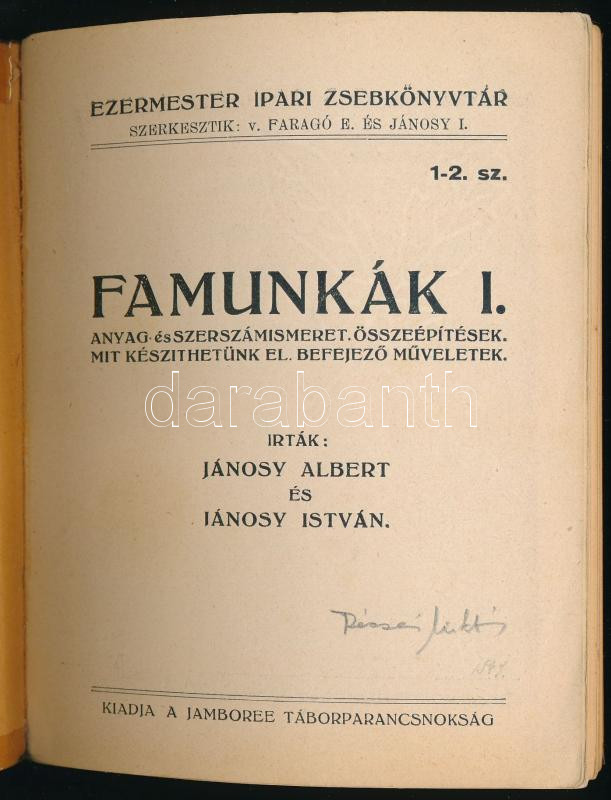 EZERMESTER IPARI ZSEBKÖNYVTÁR
SZERKESZTIK: v. FARAGÓ E. ÉS JÁNOSY I.
1-2. sz.
FAMUNKÁK I.
ANYAG- és SZERSZÁMISMERET. ÖSSZEÉPÍTÉSEK.
MIT KÉSZITHETÜNK EL. BEFEJEZŐ MŰVELETEK.
darabanth
IRTÁK:
JÁNOSY ALBERT
ÉS
JÁNOSY ISTVÁN.
KIADJA A JAMBOREE TÁBORPARANCSNOKSÁG